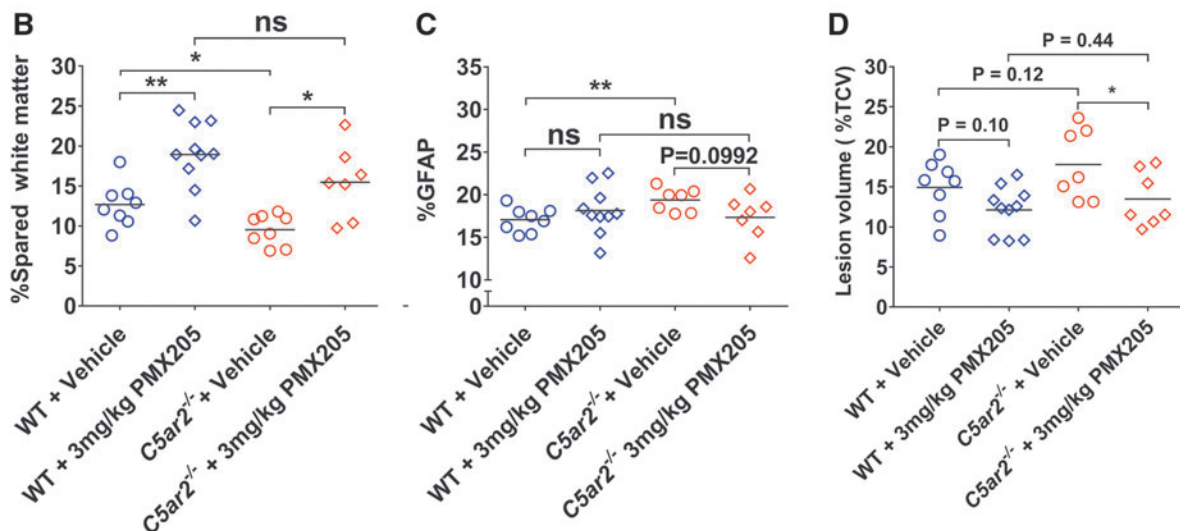 B
%Spared white matter
30
25
20
15
10
5
0
ns
*
**
*
WT + Vehicle
WT + 3mg/kg PMX205
C5ar2-/- + Vehicle
C5ar2-/- + 3mg/kg PMX205
C
%GFAP
35
30
25
20
15
10
10
0
**
ns
ns
P=0.0992
WT + Vehicle
WT + 3mg/kg PMX205
C5ar2-/- + Vehicle
C5ar2-/- 3mg/kg PMX205
D
Lesion volume ( %TCV)
30
25
20
15
10
5
0
P = 0.44
P = 0.12
P = 0.10
*
WT + Vehicle
WT + 3mg/kg PMX205
C5ar2-/- + Vehicle
C5ar2-/- + 3mg/kg PMX205